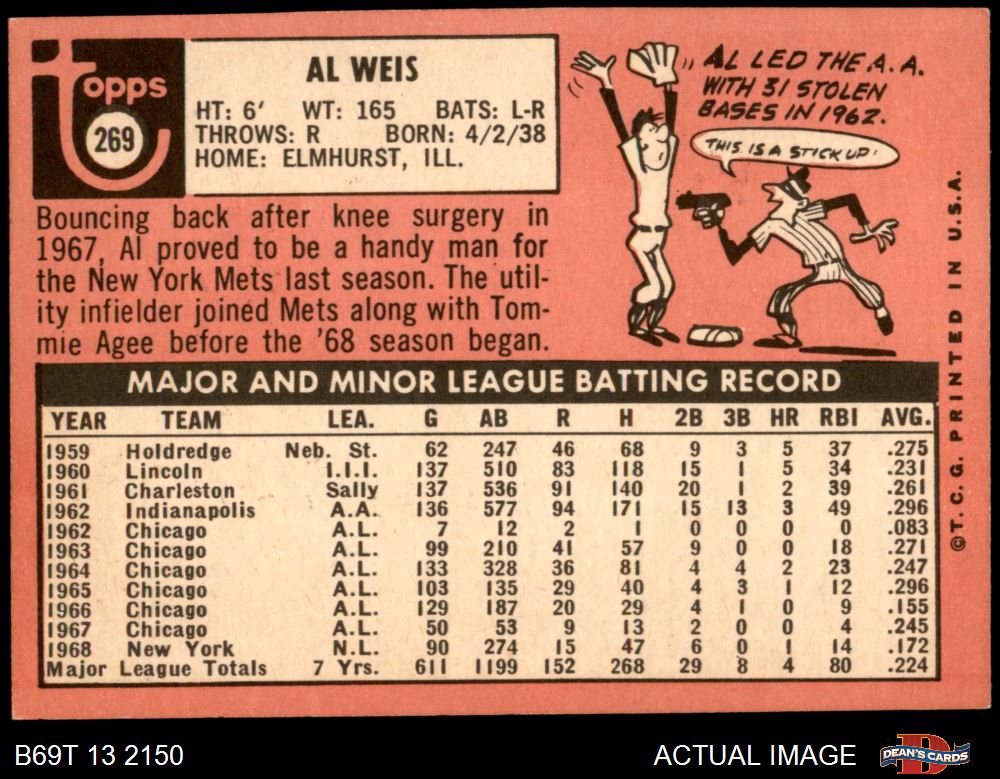 topps
269
AL WEIS
HT: 6' WT: 165 BATS: L-R
THROWS: R BORN: 4/2/38
HOME: ELMHURST, ILL.
AL LED THE A.A.
WITH 31 STOLEN
BASES IN 1962.
THIS IS A STICK UP!
Bouncing back after knee surgery in
1967, Al proved to be a handy man for
the New York Mets last season. The util-
ity infielder joined Mets along with Tom-
mie Agee before the '68 season began.
MAJOR AND MINOR LEAGUE BATTING RECORD
YEAR TEAM LEA. G AB R H 2B 3B HR RBI AVG.
1959 Holdredge Neb. St. 62 247 46 68 9 3 5 37 .275
1960 Lincoln I.I.I. 137 510 83 118 15 1 5 34 .231
1961 Charleston Sally 137 536 91 140 20 1 2 39 .261
1962 Indianapolis A.A. 136 577 94 171 15 13 3 49 .296
1962 Chicago A.L. 7 12 2 1 0 0 0 0 .083
1963 Chicago A.L. 99 210 41 57 9 0 0 18 .271
1964 Chicago A.L. 133 328 36 81 4 4 2 23 .247
1965 Chicago A.L. 103 135 29 40 4 3 1 12 .296
1966 Chicago A.L. 129 187 20 29 4 1 0 9 .155
1967 Chicago A.L. 50 53 9 13 2 0 0 4 .245
1968 New York N.L. 90 274 15 47 6 0 1 14 .172
Major League Totals 7 Yrs. 611 1199 152 268 29 8 4 80 .224
©T.C.G. PRINTED IN U.S.A.
B69T 13 2150
ACTUAL IMAGE
DEAN'S CARDS